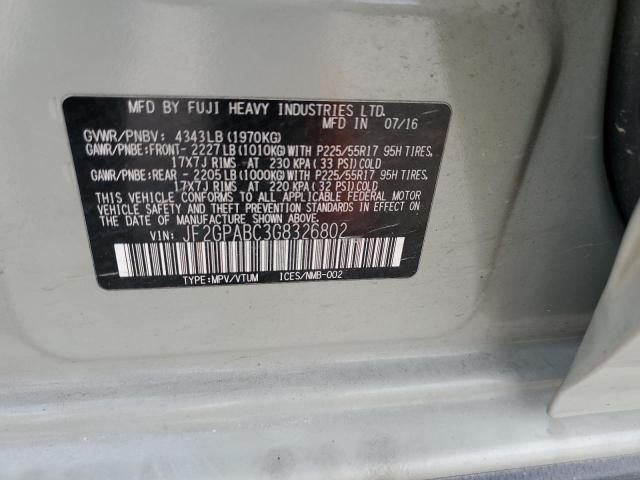 MFD BY FUJI HEAVY INDUSTRIES LTD.
MFD IN 07/16
GVWR/PNBV: 4343LB(1970KG)
GAWR/PNBE:FRONT- 2227LB(1010KG)WITH P225/55R17 95H TIRES,
17X7J RIMS AT 230 KPA(33 PSI)COLD
GAWR/PNBE:REAR - 2205LB(1000KG)WITH P225/55R17 95H TIRES,
17X7J RIMS AT 220 KPA(32 PSI)COLD
THIS VEHICLE CONFORMS TO ALL APPLICABLE FEDERAL MOTOR
VEHICLE SAFETY AND THEFT PREVENTION STANDARDS IN EFFECT
ON THE DATE OF MANUFACTURE SHOWN ABOVE.
VIN: JF2GPABC3G8326802
TYPE:MPV/VTUM ICES/NMB-002